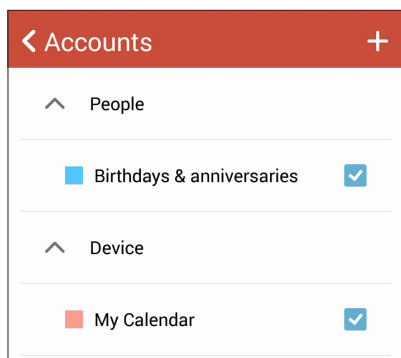 Accounts
People
Birthdays & anniversaries
Device
My Calendar